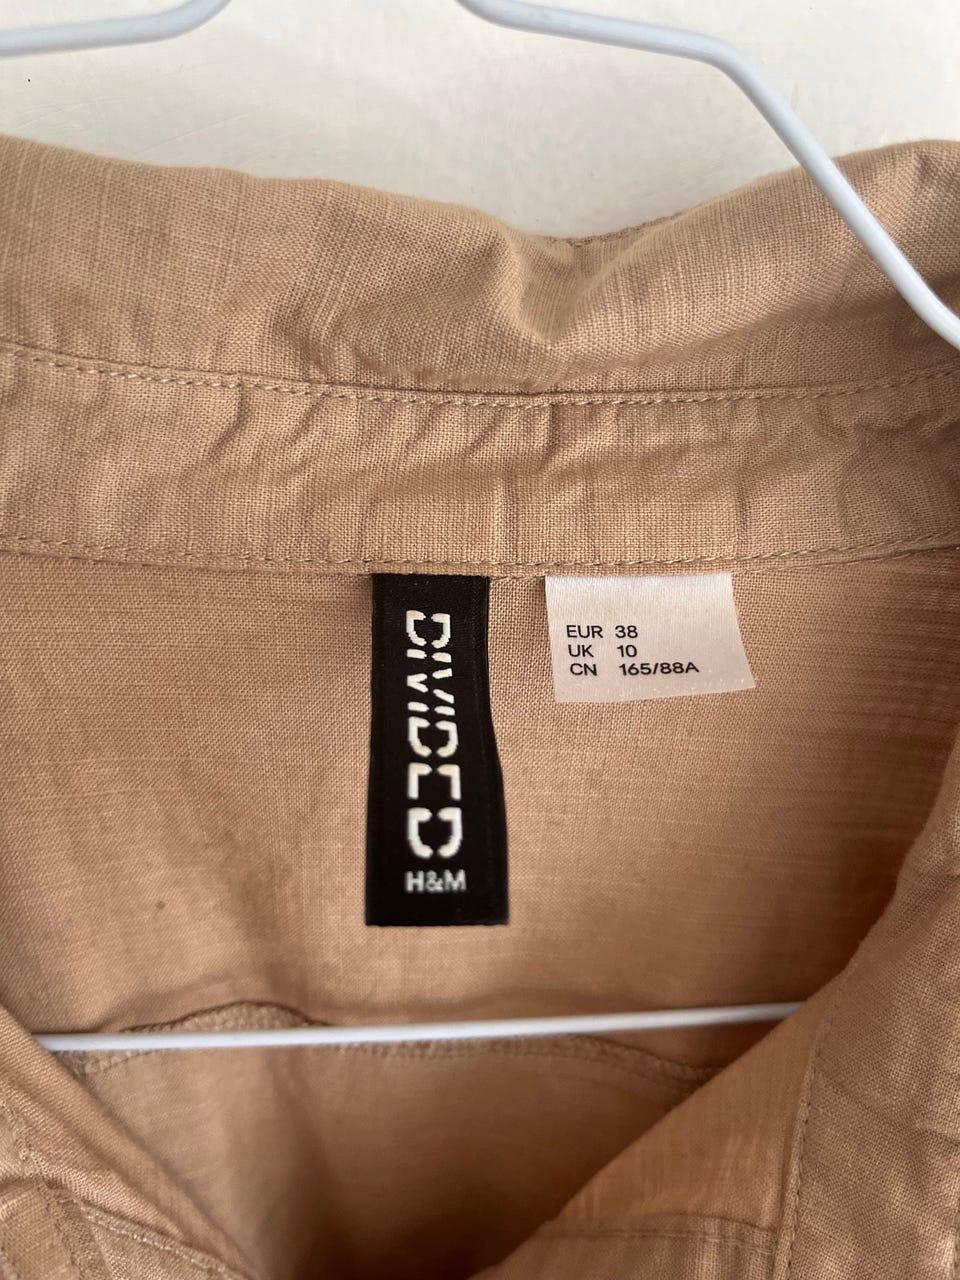 DIVIDED
H&M
EUR 38
UK 10
CN 165/88A